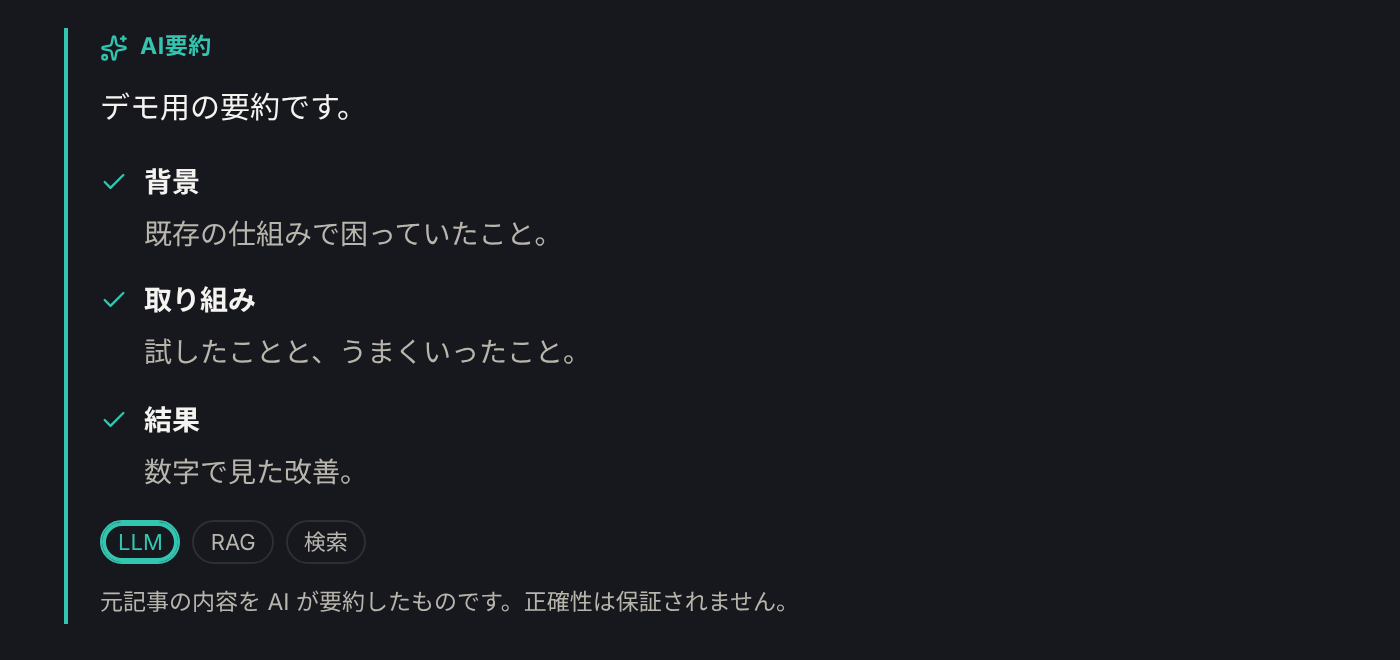 AI要約
デモ用の要約です。
背景
既存の仕組みで困っていたこと。
取り組み
試したことと、うまくいったこと。
結果
数字で見た改善。
LLM RAG 検索
元記事の内容を AI が要約したものです。正確性は保証されません。